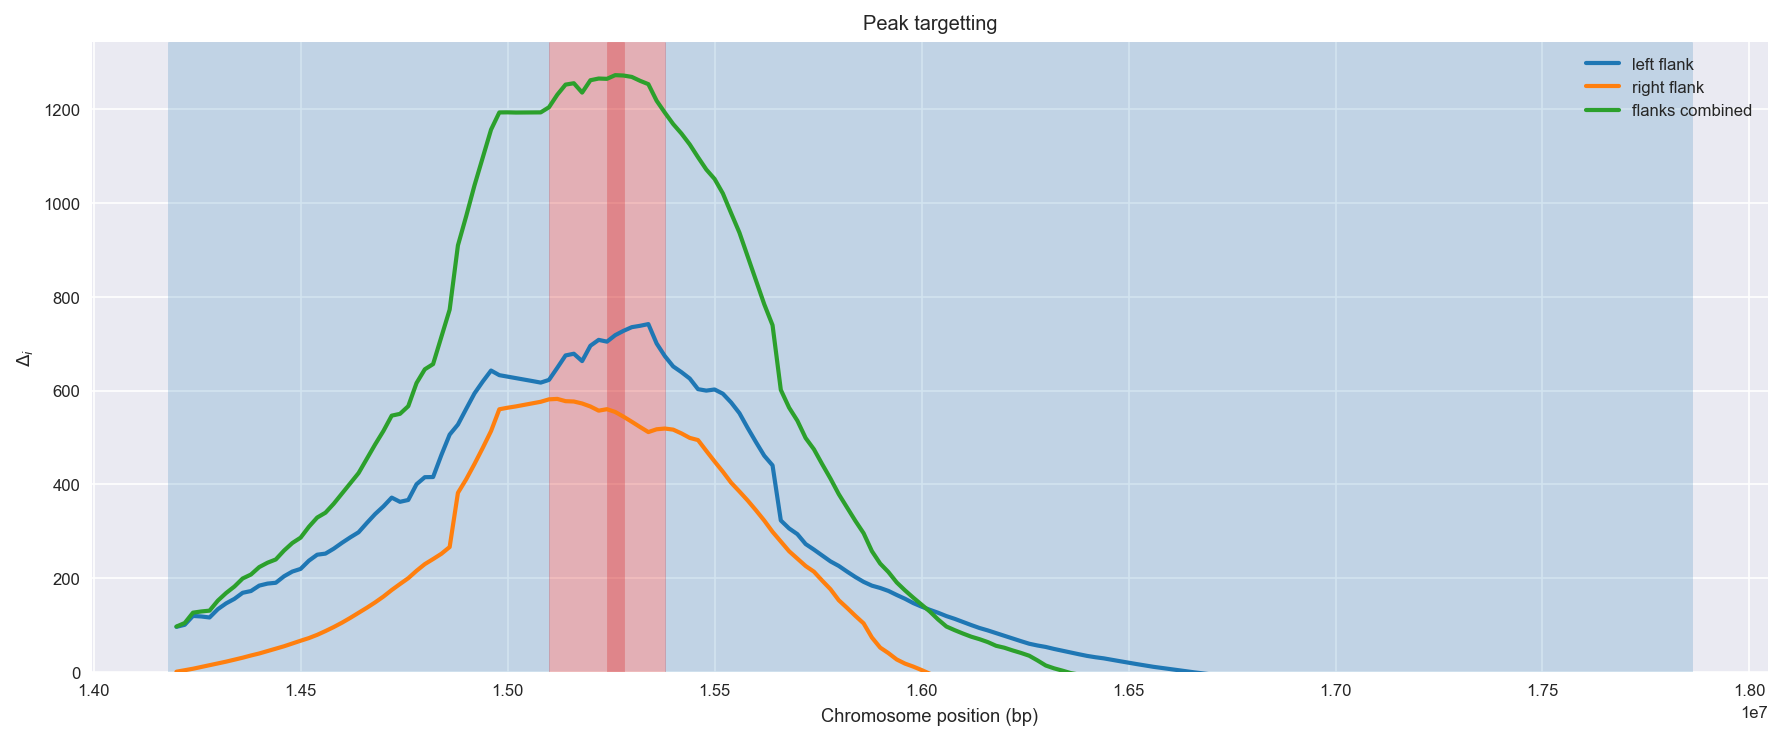 Peak targetting
left flank
right flank
flanks combined
1200
1000
800
600
400
200
0
Δi
1.40 1.45 1.50 1.55 1.60 1.65 1.70 1.75 1.80
1e7
Chromosome position (bp)